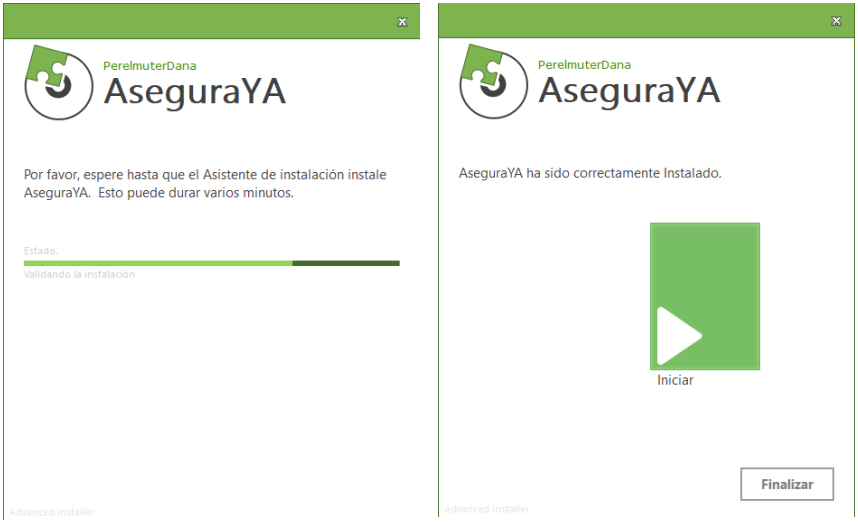 PerelmuterDana
AseguraYA
Por favor, espere hasta que el Asistente de instalación instale
AseguraYA.  Esto puede durar varios minutos.
Estado.
Validando la instalación
Advanced Installer
PerelmuterDana
AseguraYA
AseguraYA ha sido correctamente Instalado.
Iniciar
Finalizar
Advanced Installer